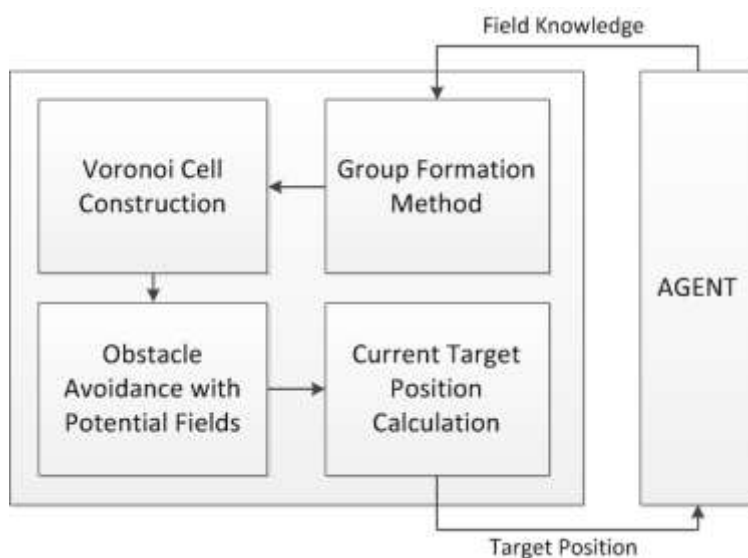 Field Knowledge
Voronoi Cell
Construction
Group Formation
Method
AGENT
Obstacle
Avoidance with
Potential Fields
Current Target
Position
Calculation
Target Position